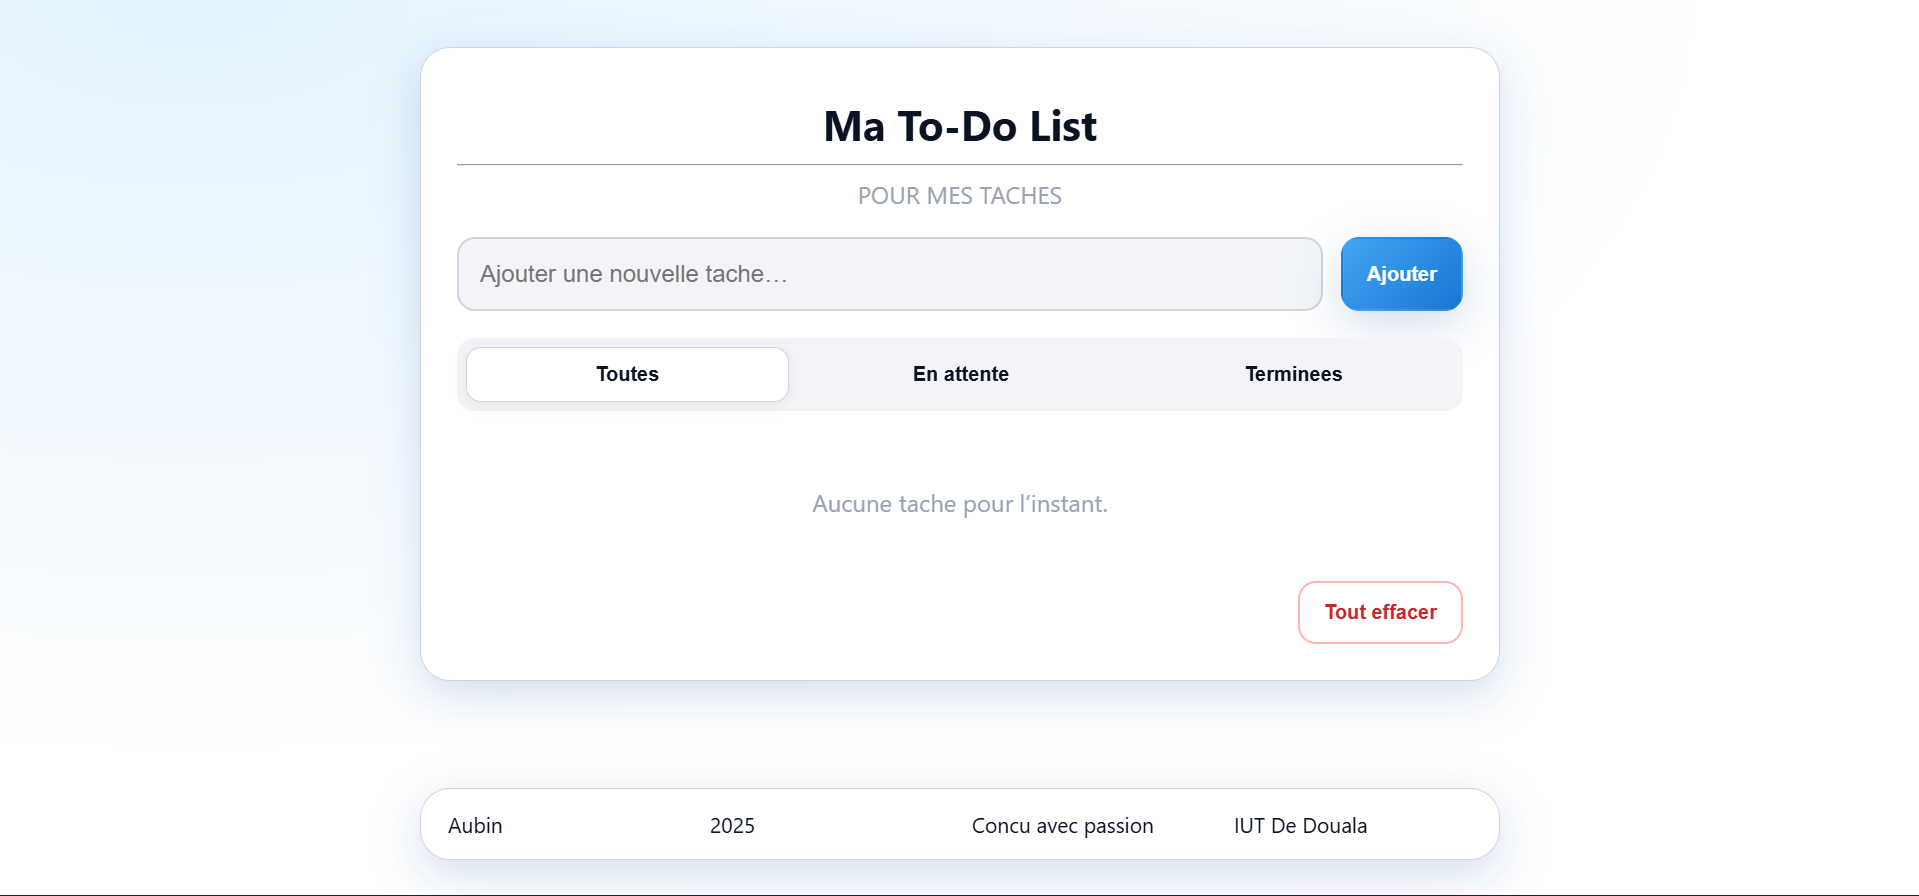 Ma To-Do List
POUR MES TACHES
Ajouter une nouvelle tache…
Ajouter
Toutes
En attente
Terminees
Aucune tache pour l’instant.
Tout effacer
Aubin
2025
Concu avec passion
IUT De Douala